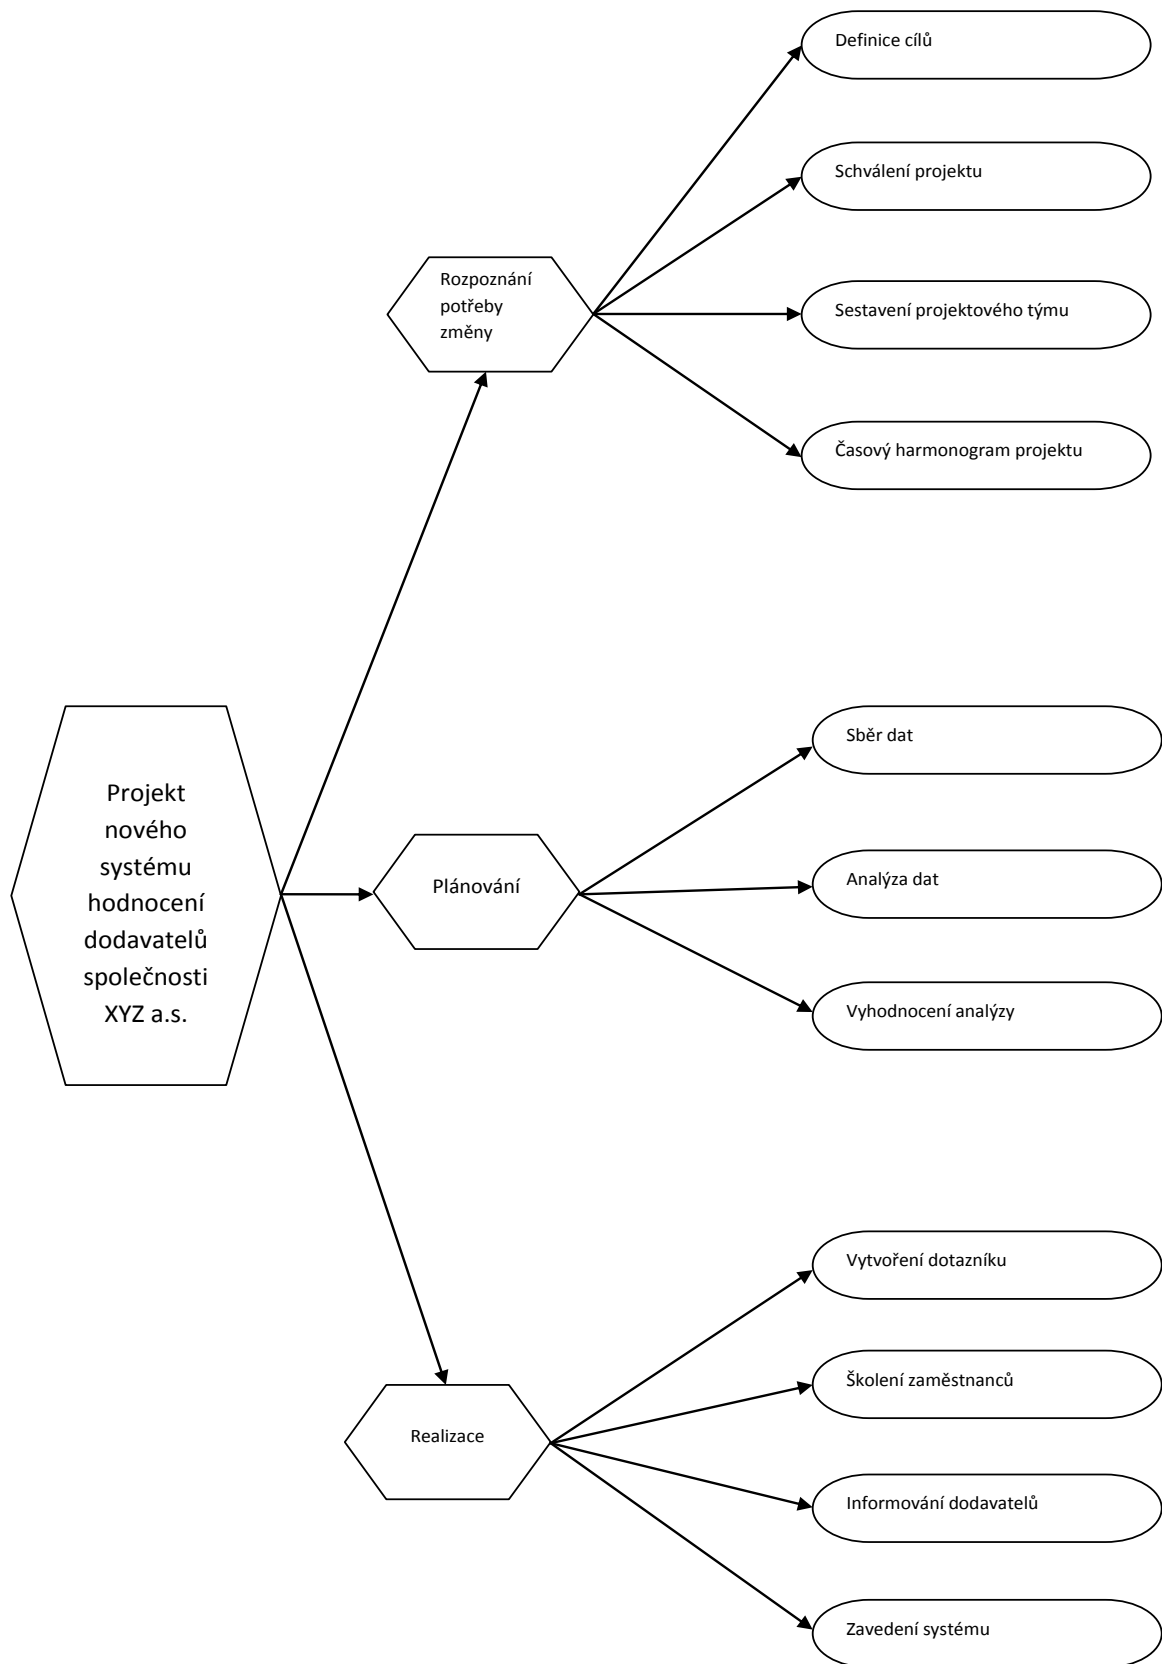 Definice cílů
Schválení projektu
Rozpoznání
potřeby
změny
Sestavení projektového týmu
Časový harmonogram projektu
Projekt
nového
systému
hodnocení
dodavatelů
společnosti
XYZ a.s.
Plánování
Sběr dat
Analýza dat
Vyhodnocení analýzy
Realizace
Vytvoření dotazníku
Školení zaměstnanců
Informování dodavatelů
Zavedení systému